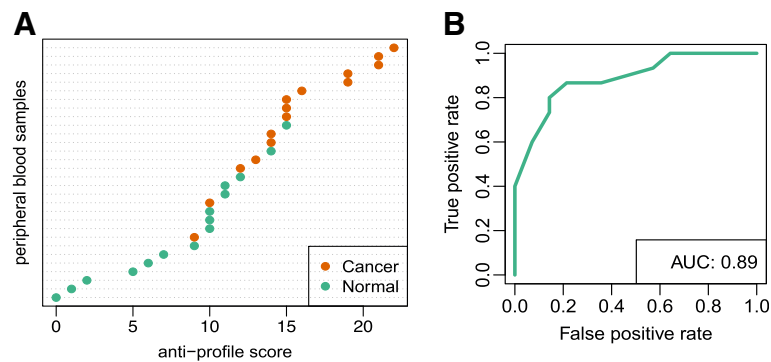 A
peripheral blood samples
Cancer
Normal
0 5 10 15 20
anti−profile score
B
True positive rate
0.0 0.2 0.4 0.6 0.8 1.0
AUC: 0.89
0.0 0.2 0.4 0.6 0.8 1.0
False positive rate